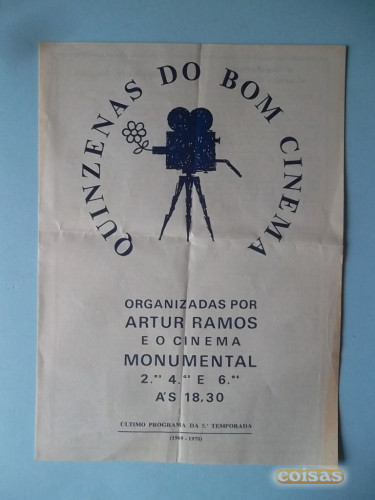 QUINZENAS DO BOM CINEMA
ORGANIZADAS POR
ARTUR RAMOS
E O CINEMA
MONUMENTAL
2.ªˢ 4.ªˢ E 6.ªˢ
ÀS 18.30
ÚLTIMO PROGRAMA DA 5.ª TEMPORADA
(1969 - 1970)
coisas